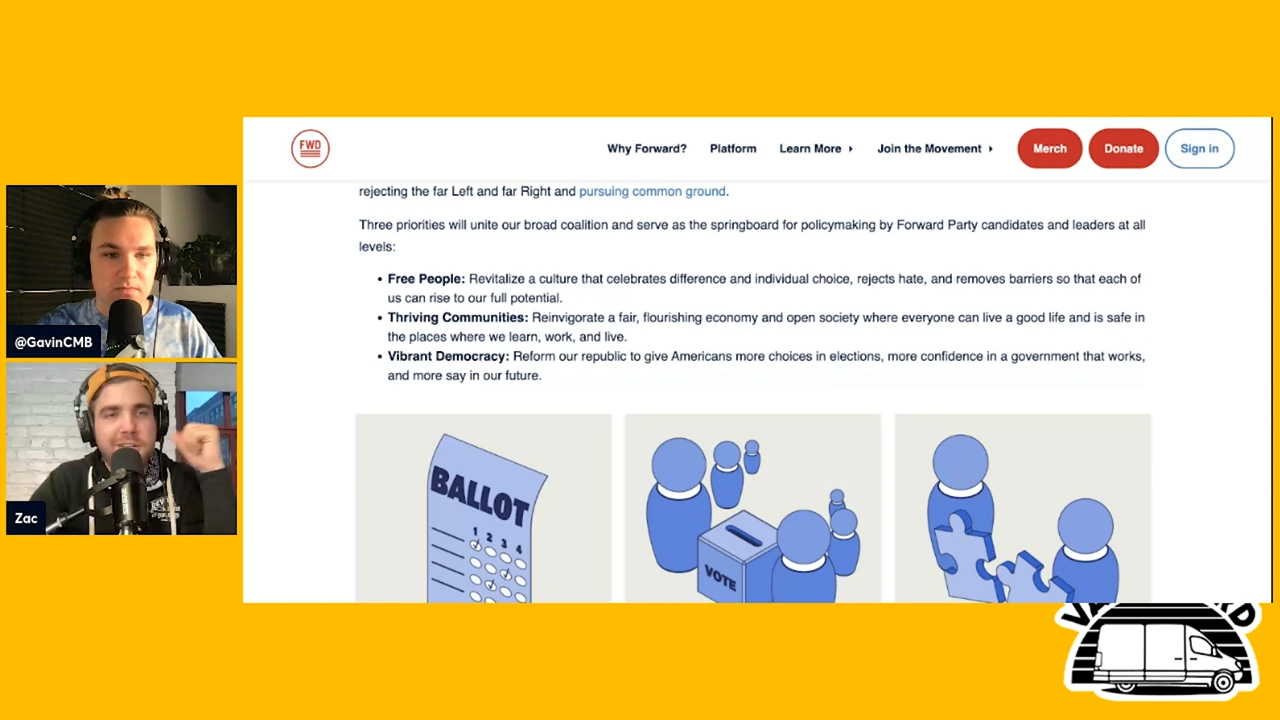 FWD
Why Forward?
Platform
Learn More
Join the Movement
Merch
Donate
Sign in
rejecting the far Left and far Right and pursuing common ground.
Three priorities will unite our broad coalition and serve as the springboard for policymaking by Forward Party candidates and leaders at all
levels:
• Free People: Revitalize a culture that celebrates difference and individual choice, rejects hate, and removes barriers so that each of
us can rise to our full potential.
• Thriving Communities: Reinvigorate a fair, flourishing economy and open society where everyone can live a good life and is safe in
the places where we learn, work, and live.
• Vibrant Democracy: Reform our republic to give Americans more choices in elections, more confidence in a government that works,
and more say in our future.
@GavinCMB
Zac
BALLOT
1 2 3 4
VOTE